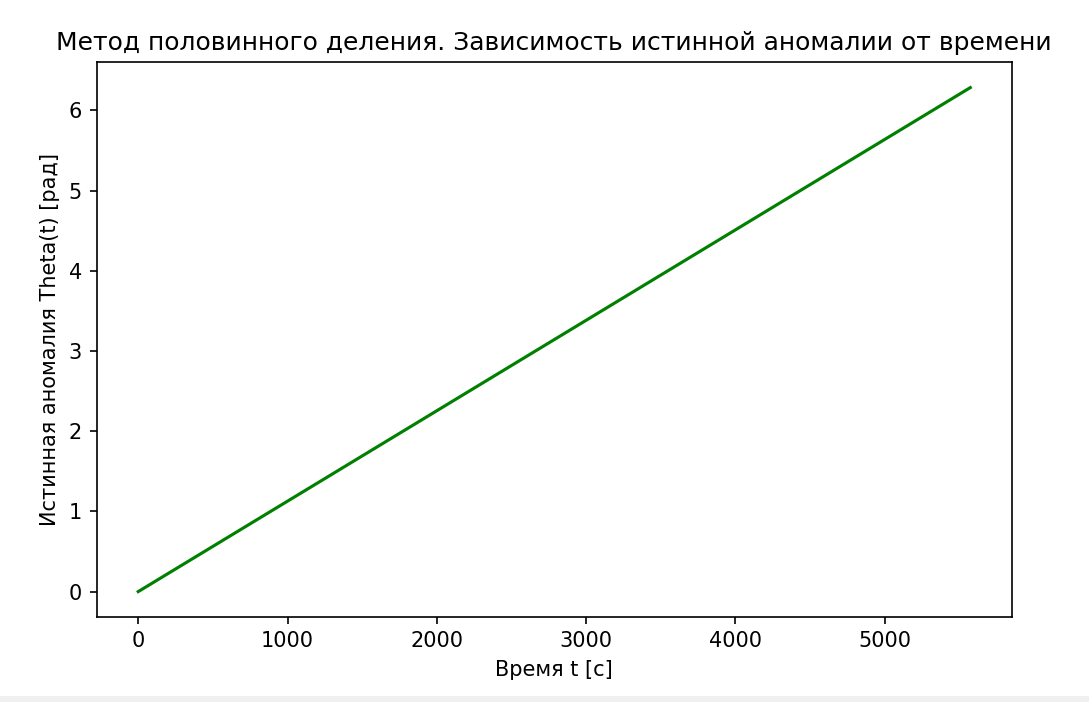 Метод половинного деления. Зависимость истинной аномалии от времени
Истинная аномалия Theta(t) [рад]
6
5
4
3
2
1
0
0 1000 2000 3000 4000 5000
Время t [с]